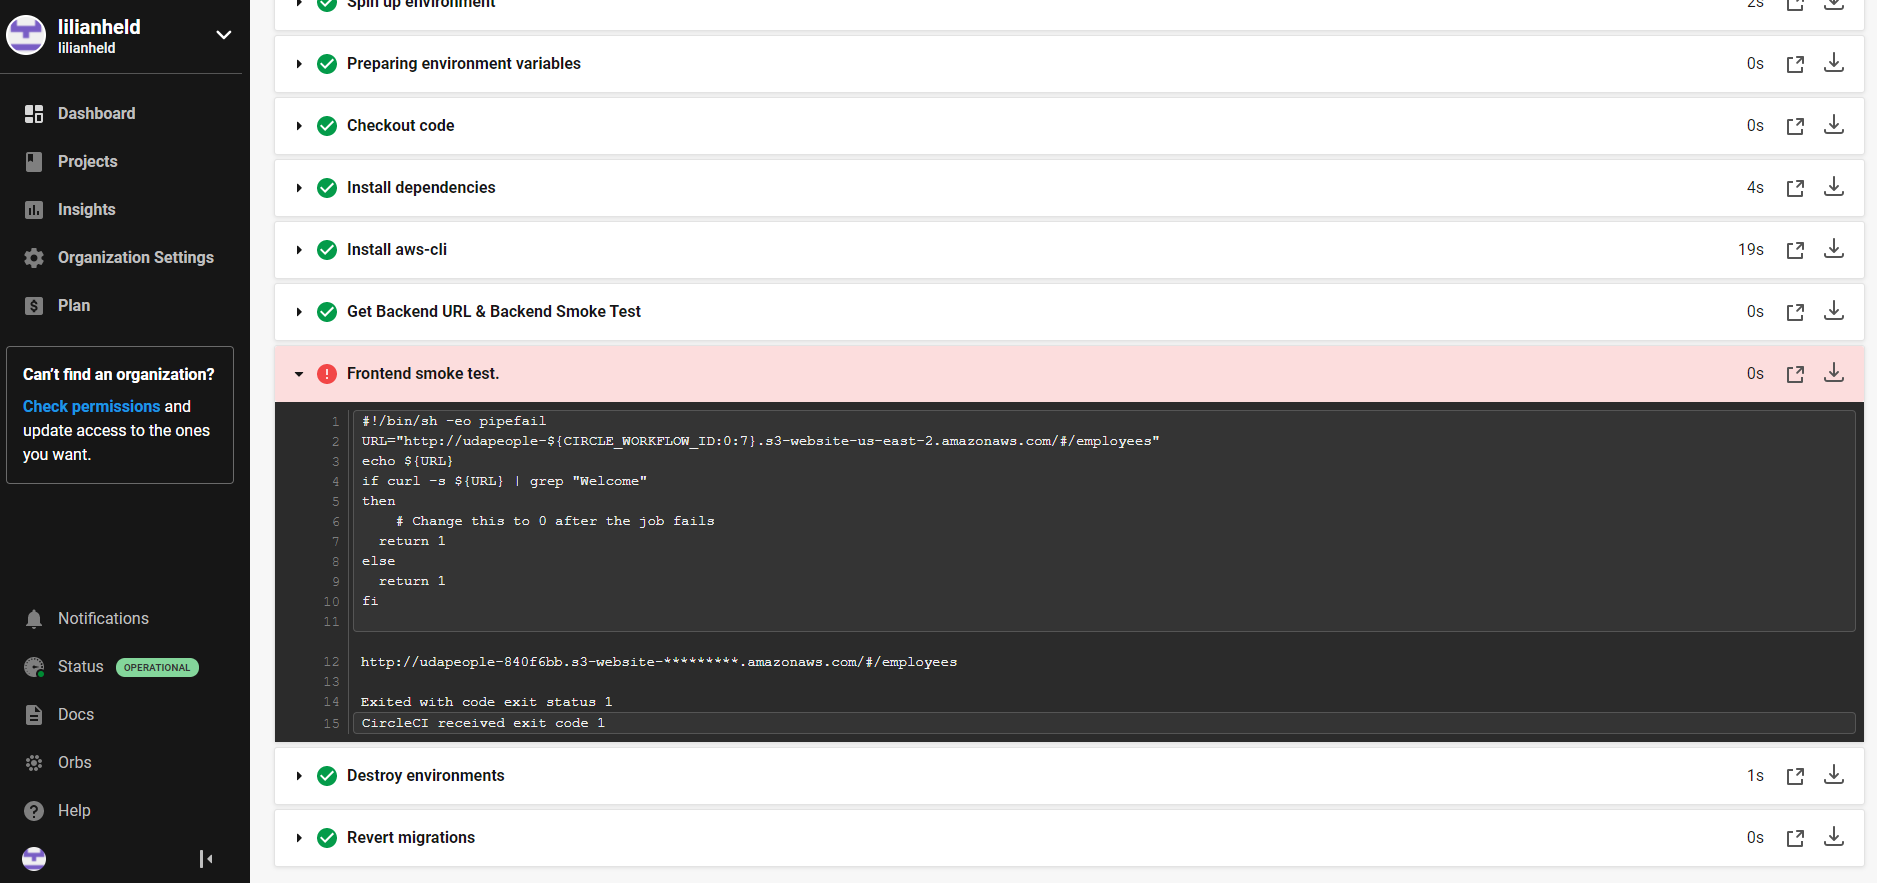 lilianheld
lilianheld
Dashboard
Projects
Insights
Organization Settings
Plan
Can't find an organization?
Check permissions and
update access to the ones
you want.
Notifications
Status OPERATIONAL
Docs
Orbs
Help
Spin up environment 2s
Preparing environment variables 0s
Checkout code 0s
Install dependencies 4s
Install aws-cli 19s
Get Backend URL & Backend Smoke Test 0s
Frontend smoke test. 0s
1 #!/bin/sh -eo pipefail
2 URL="http://udapeople-${CIRCLE_WORKFLOW_ID:0:7}.s3-website-us-east-2.amazonaws.com/#/employees"
3 echo ${URL}
4 if curl -s ${URL} | grep "Welcome"
5 then
6 # Change this to 0 after the job fails
7 return 1
8 else
9 return 1
10 fi
11
12 http://udapeople-840f6bb.s3-website-*********.amazonaws.com/#/employees
13
14 Exited with code exit status 1
15 CircleCI received exit code 1
Destroy environments 1s
Revert migrations 0s